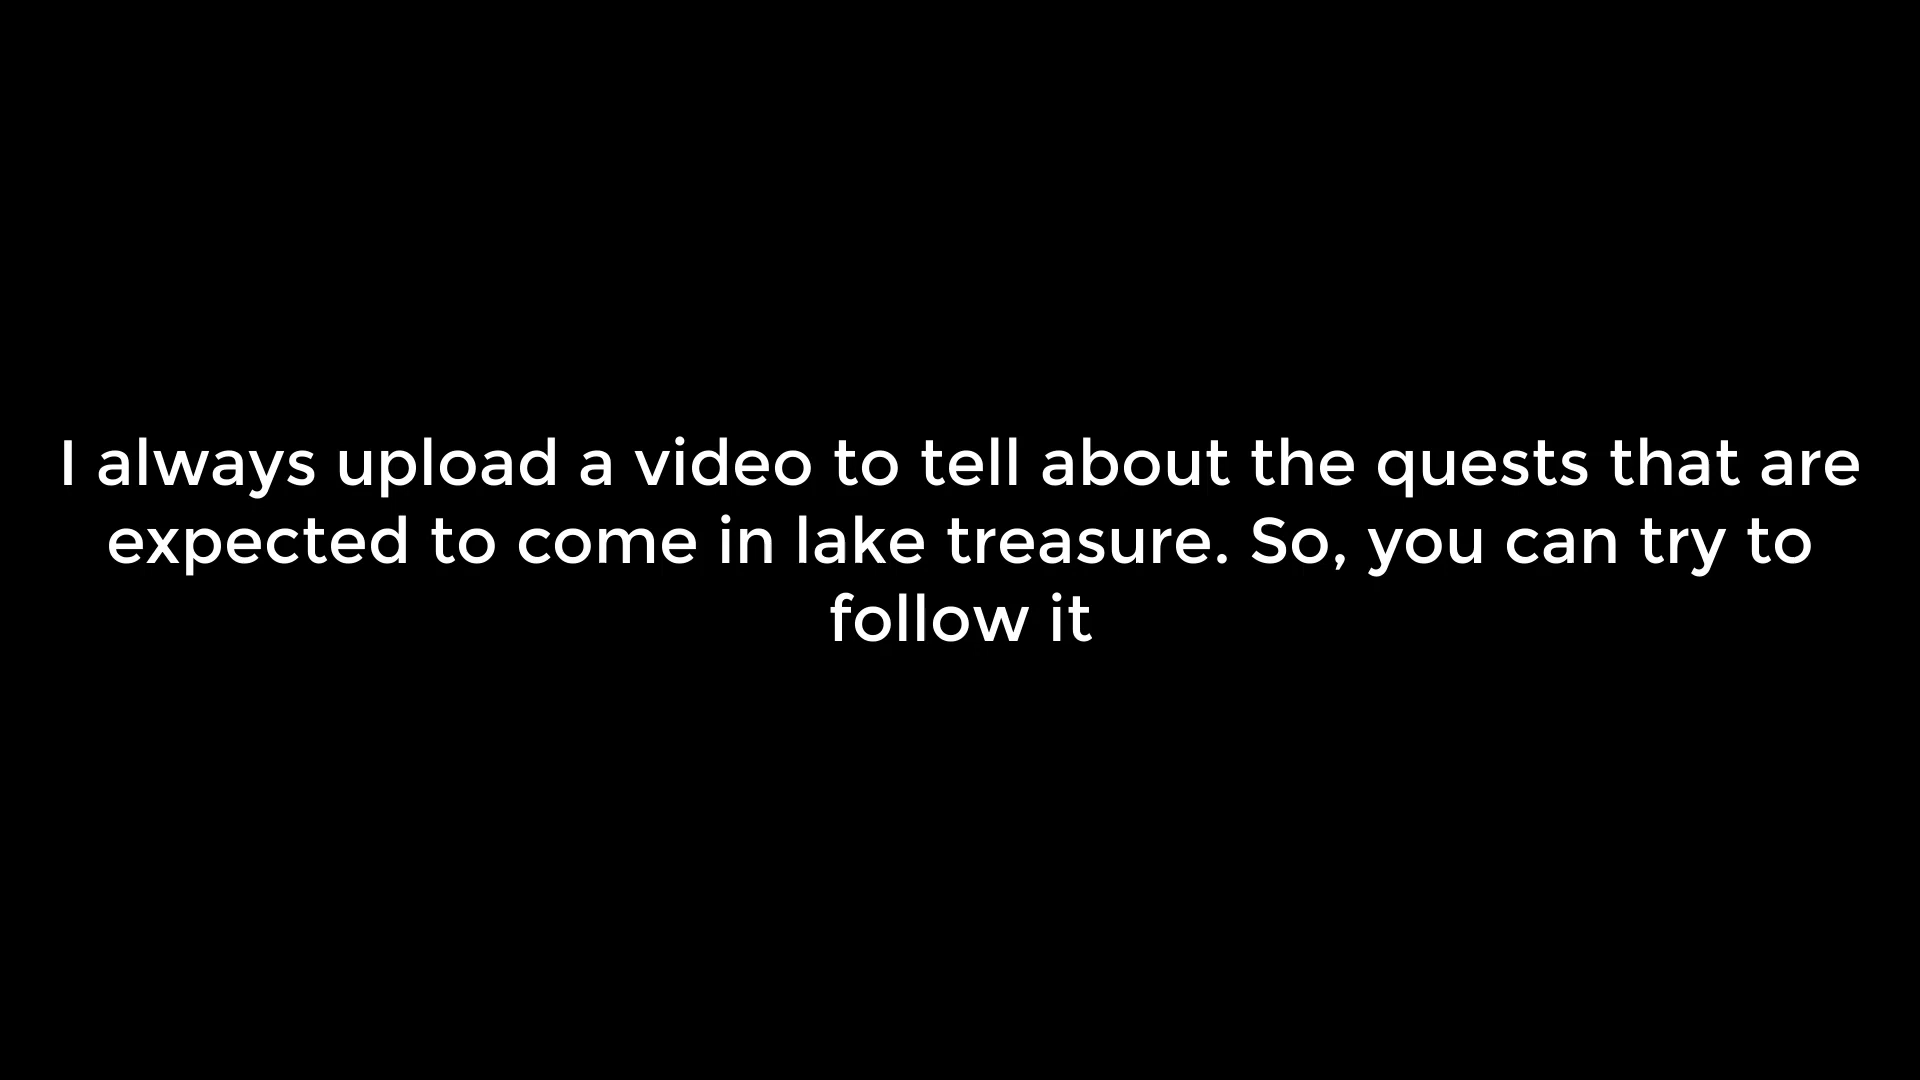 I always upload a video to tell about the quests that are
expected to come in lake treasure. So, you can try to
follow it